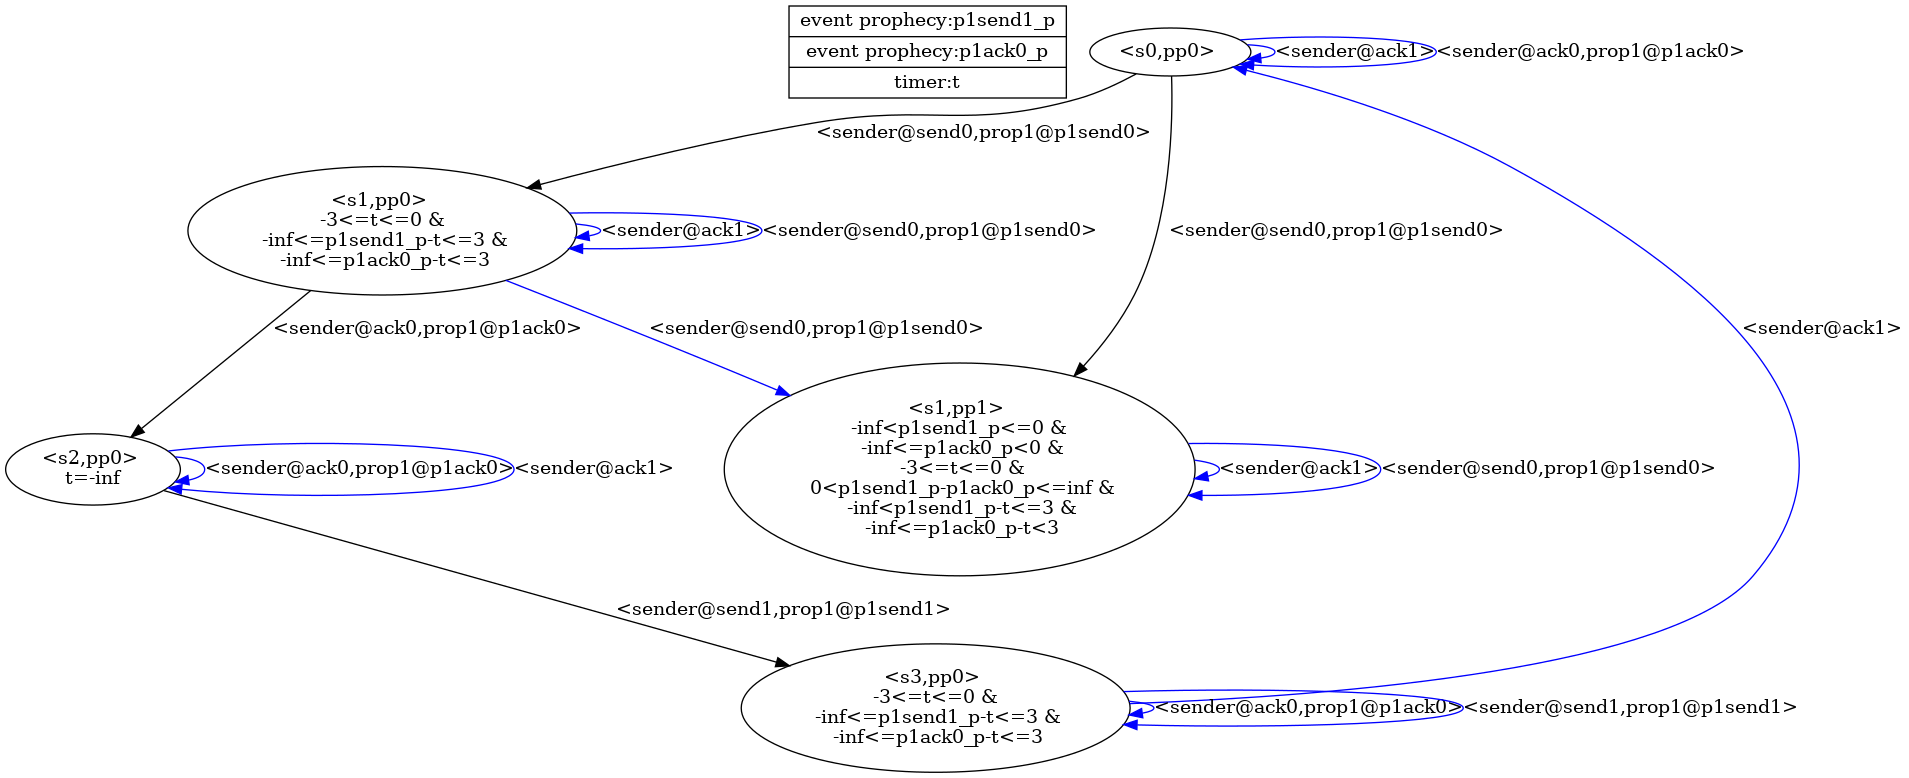 event prophecy:p1send1_p
event prophecy:p1ack0_p
timer:t
<s0,pp0>
<sender@ack1>
<sender@ack0,prop1@p1ack0>
<sender@send0,prop1@p1send0>
<s1,pp0>
-3<=t<=0 &
-inf<=p1send1_p-t<=3 &
-inf<=p1ack0_p-t<=3
<sender@ack1>
<sender@send0,prop1@p1send0>
<sender@send0,prop1@p1send0>
<sender@ack0,prop1@p1ack0>
<sender@send0,prop1@p1send0>
<sender@ack1>
<s1,pp1>
-inf<p1send1_p<=0 &
-inf<=p1ack0_p<0 &
-3<=t<=0 &
0<p1send1_p-p1ack0_p<=inf &
-inf<p1send1_p-t<=3 &
-inf<=p1ack0_p-t<3
<sender@ack1>
<sender@send0,prop1@p1send0>
<s2,pp0>
t=-inf
<sender@ack0,prop1@p1ack0>
<sender@ack1>
<sender@send1,prop1@p1send1>
<s3,pp0>
-3<=t<=0 &
-inf<=p1send1_p-t<=3 &
-inf<=p1ack0_p-t<=3
<sender@ack0,prop1@p1ack0>
<sender@send1,prop1@p1send1>